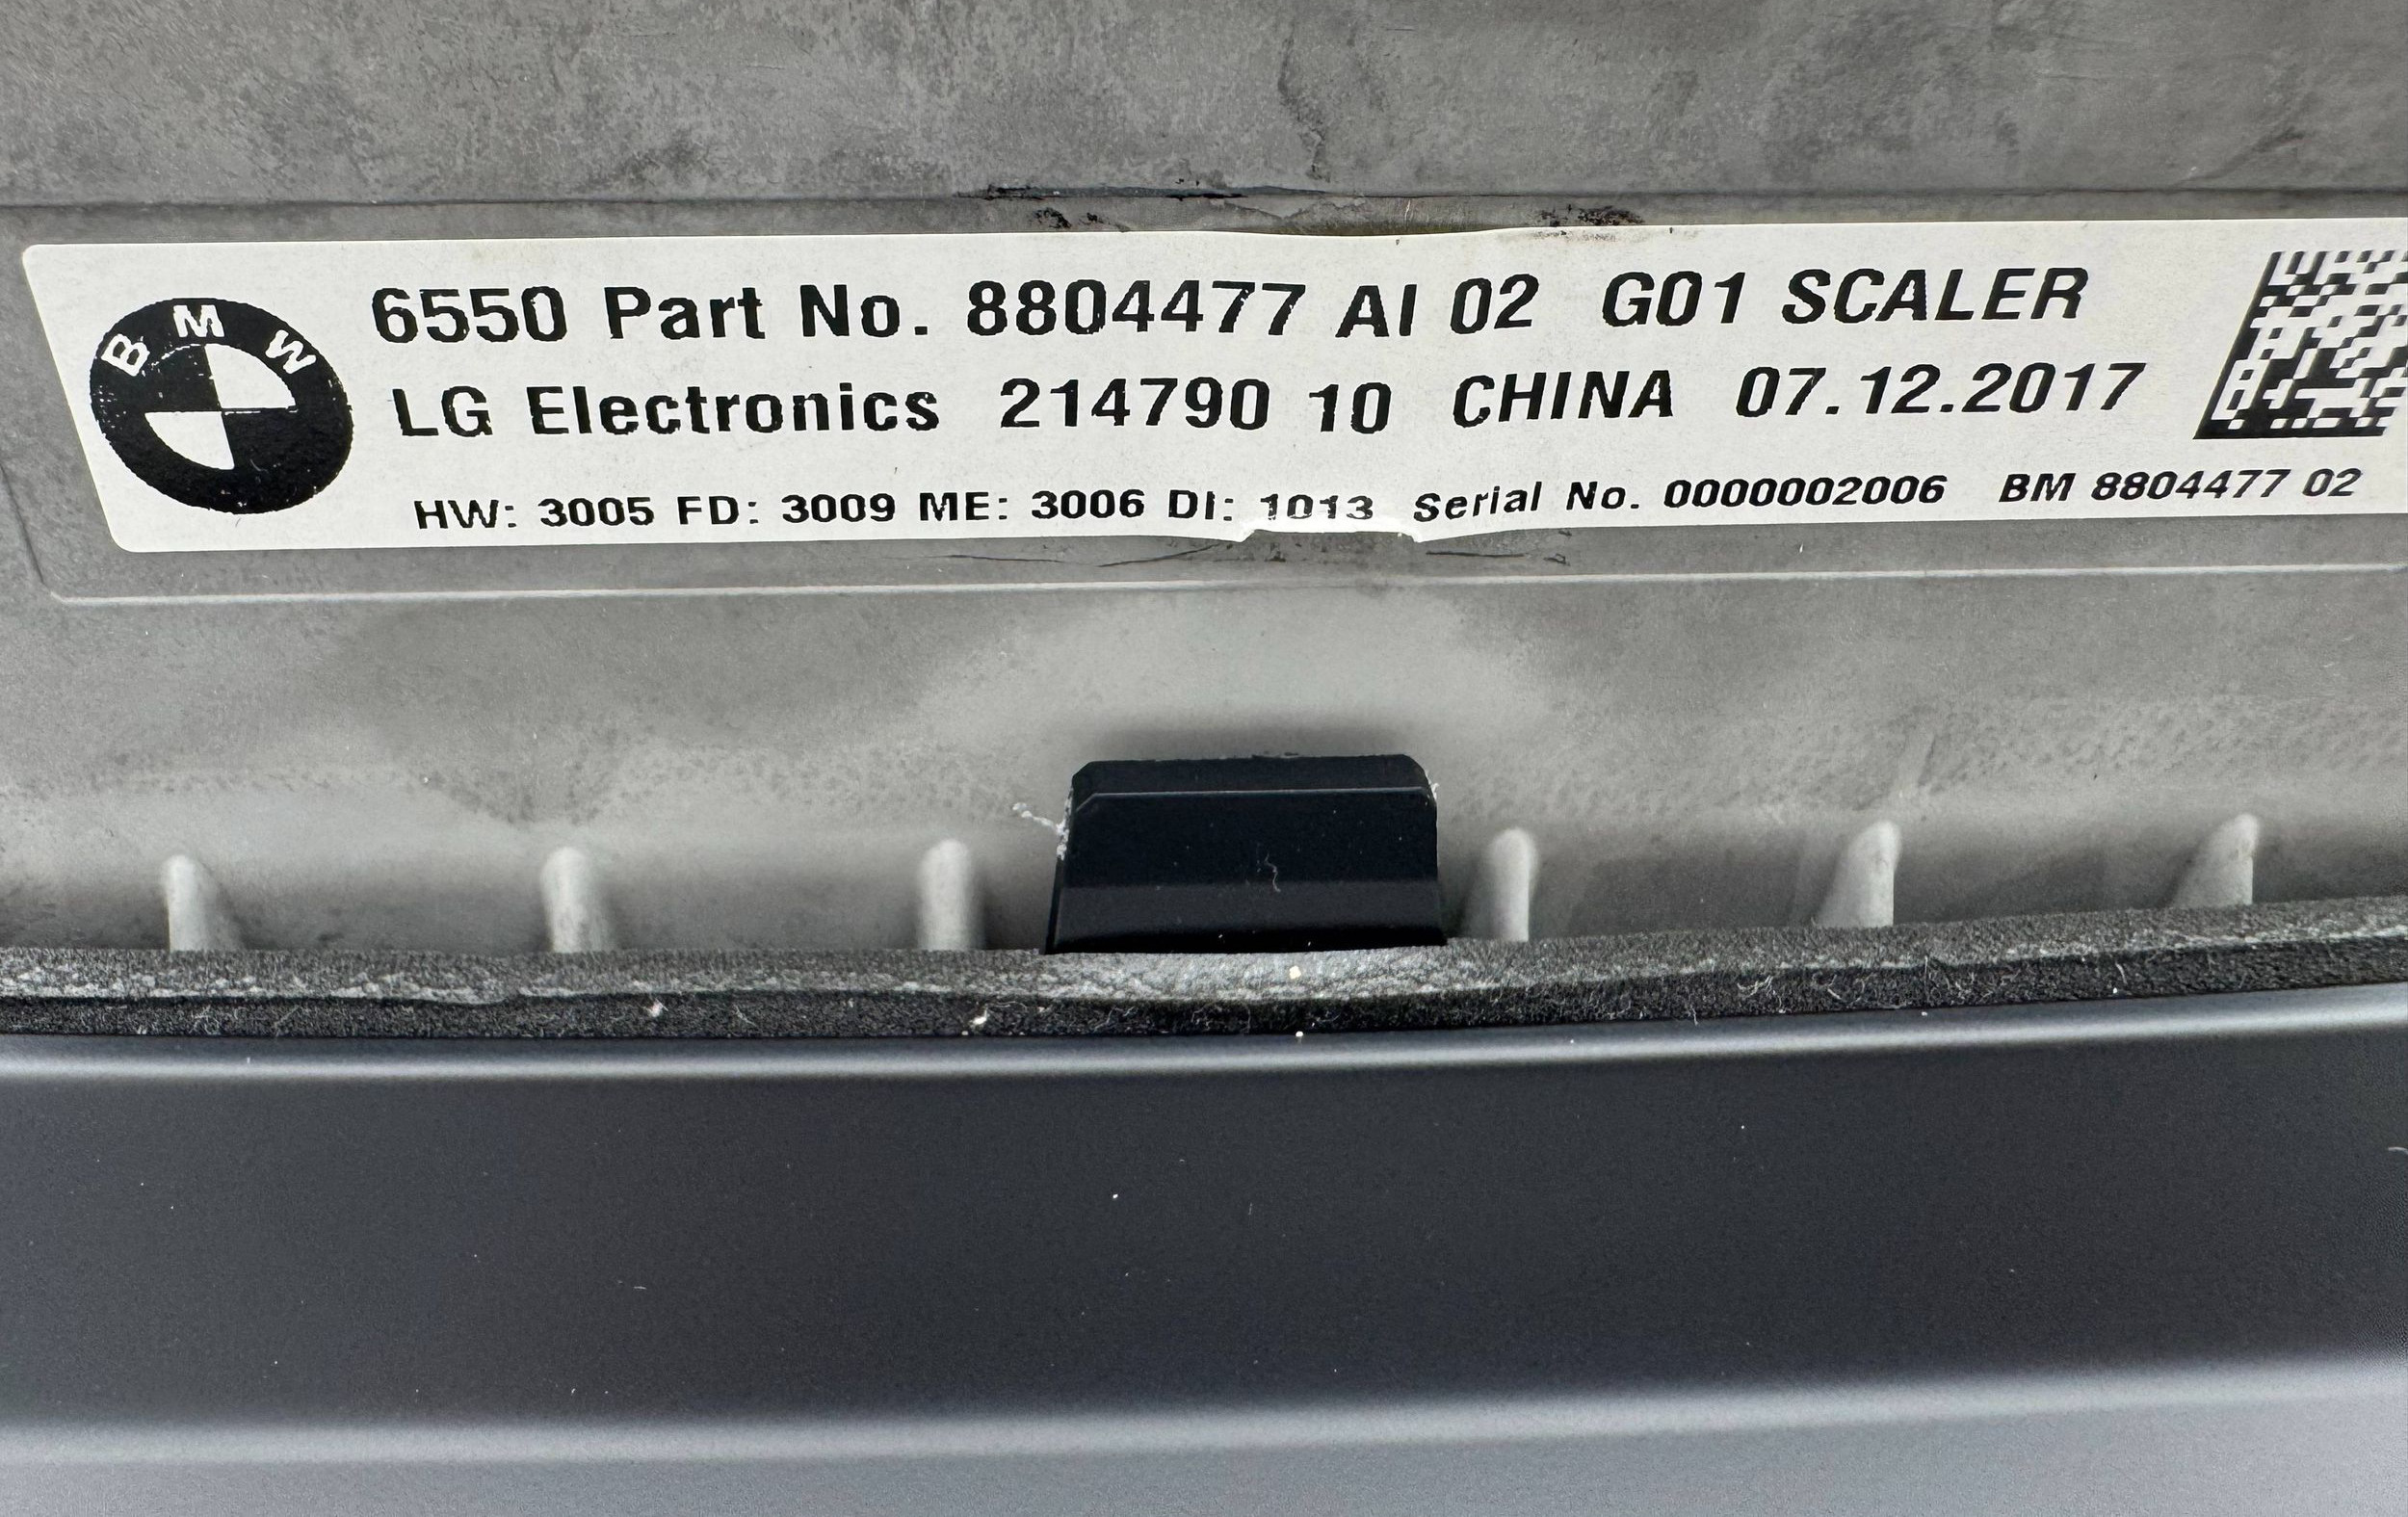 BMW
6550 Part No. 8804477 AI 02 G01 SCALER
LG Electronics 214790 10 CHINA 07.12.2017
HW: 3005 FD: 3009 ME: 3006 DI: 1013 Serial No. 0000002006 BM 8804477 02